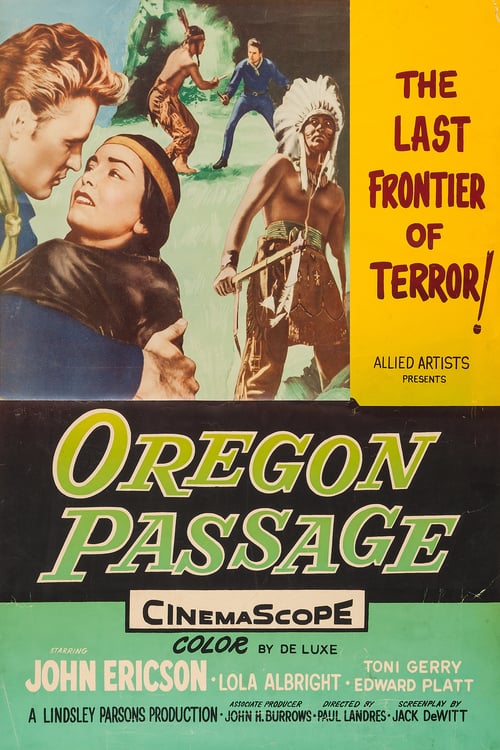 THE
LAST
FRONTIER
OF
TERROR!
ALLIED ARTISTS
PRESENTS
OREGON
PASSAGE
CINEMASCOPE
COLOR BY DE LUXE
STARRING
JOHN ERICSON · LOLA ALBRIGHT · TONI GERRY
EDWARD PLATT
A LINDSLEY PARSONS PRODUCTION · ASSOCIATE PRODUCER JOHN H. BURROWS · DIRECTED BY PAUL LANDRES · SCREENPLAY BY JACK DeWITT